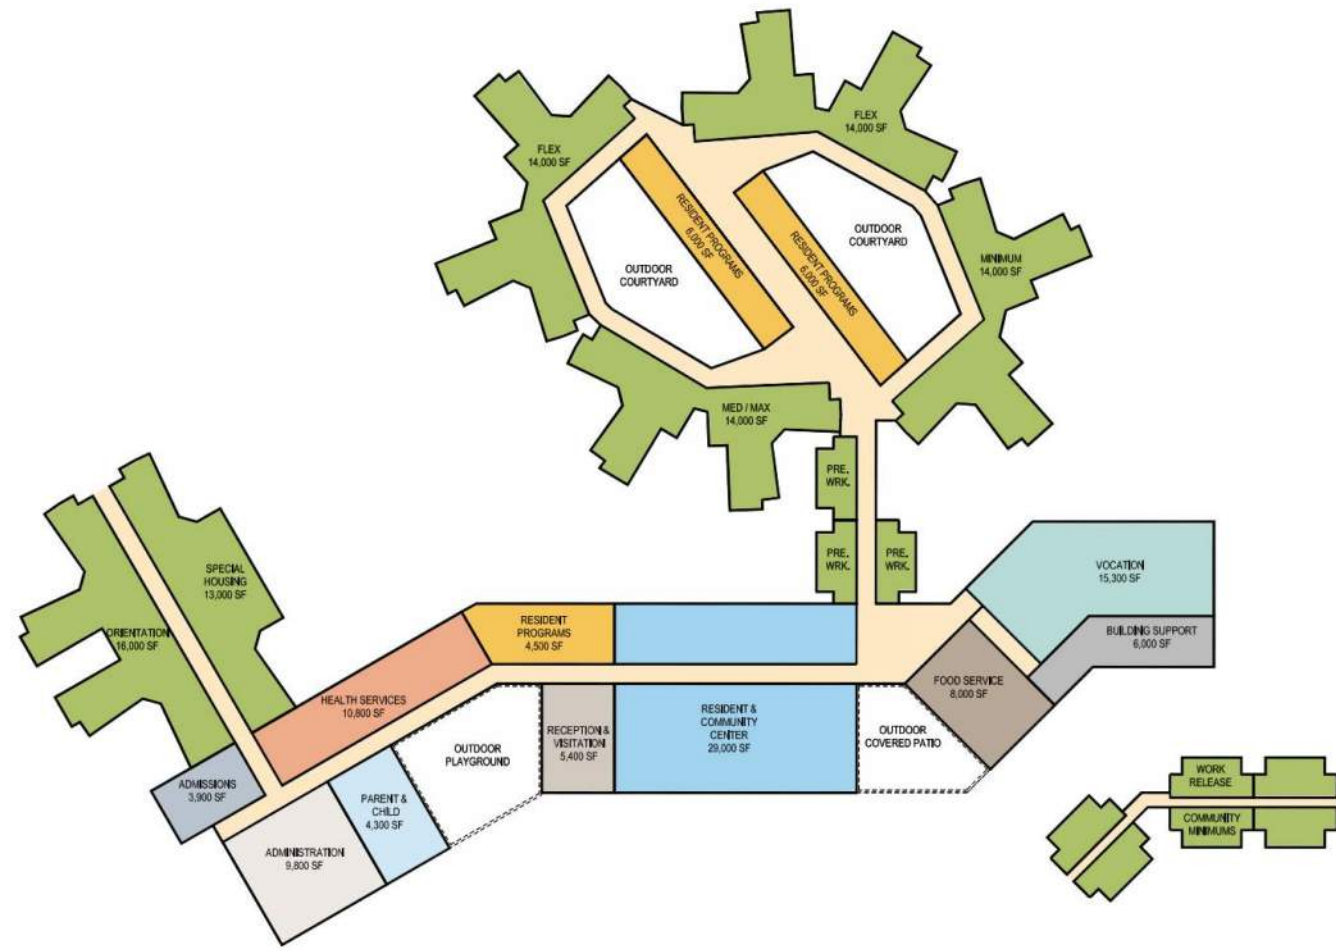 FLEX
14,000 SF
FLEX
14,000 SF
RESIDENT PROGRAMS
6,000 SF
RESIDENT PROGRAMS
6,000 SF
OUTDOOR
COURTYARD
OUTDOOR
COURTYARD
MINIMUM
14,000 SF
MED / MAX
14,000 SF
PRE.
WRK.
PRE.
WRK.
PRE.
WRK.
SPECIAL
HOUSING
13,000 SF
ORIENTATION
16,000 SF
VOCATION
15,300 SF
BUILDING SUPPORT
6,000 SF
RESIDENT
PROGRAMS
4,500 SF
FOOD SERVICE
8,000 SF
HEALTH SERVICES
10,800 SF
RESIDENT &
COMMUNITY
CENTER
29,000 SF
RECEPTION &
VISITATION
5,400 SF
OUTDOOR
PLAYGROUND
OUTDOOR
COVERED PATIO
ADMISSIONS
3,900 SF
PARENT &
CHILD
4,300 SF
ADMINISTRATION
9,800 SF
WORK
RELEASE
COMMUNITY
MINIMUMS